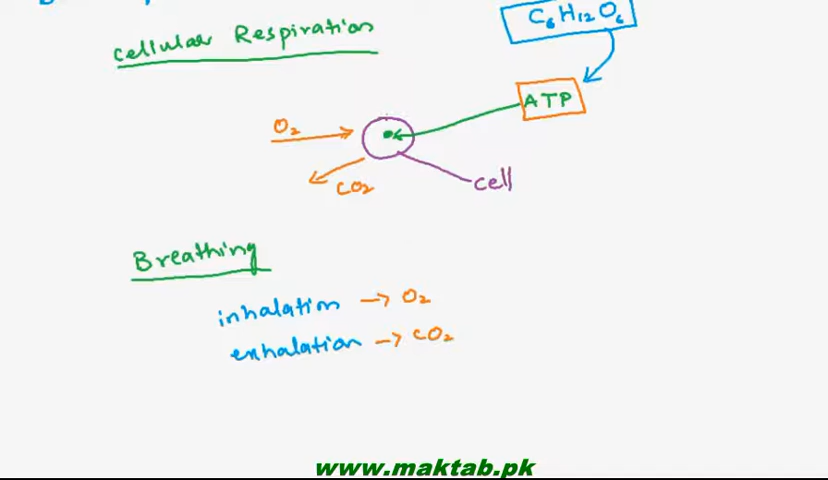 C6H12O6
Cellular Respiration
ATP
O2
CO2
cell
Breathing
inhalation → O2
exhalation → CO2
www.maktab.pk